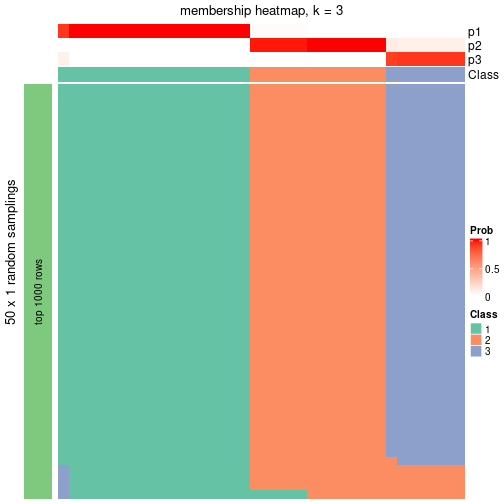 membership heatmap, k = 3
p1
p2
p3
Class
50 x 1 random samplings
top 1000 rows
Prob
1
0.5
0
Class
1
2
3